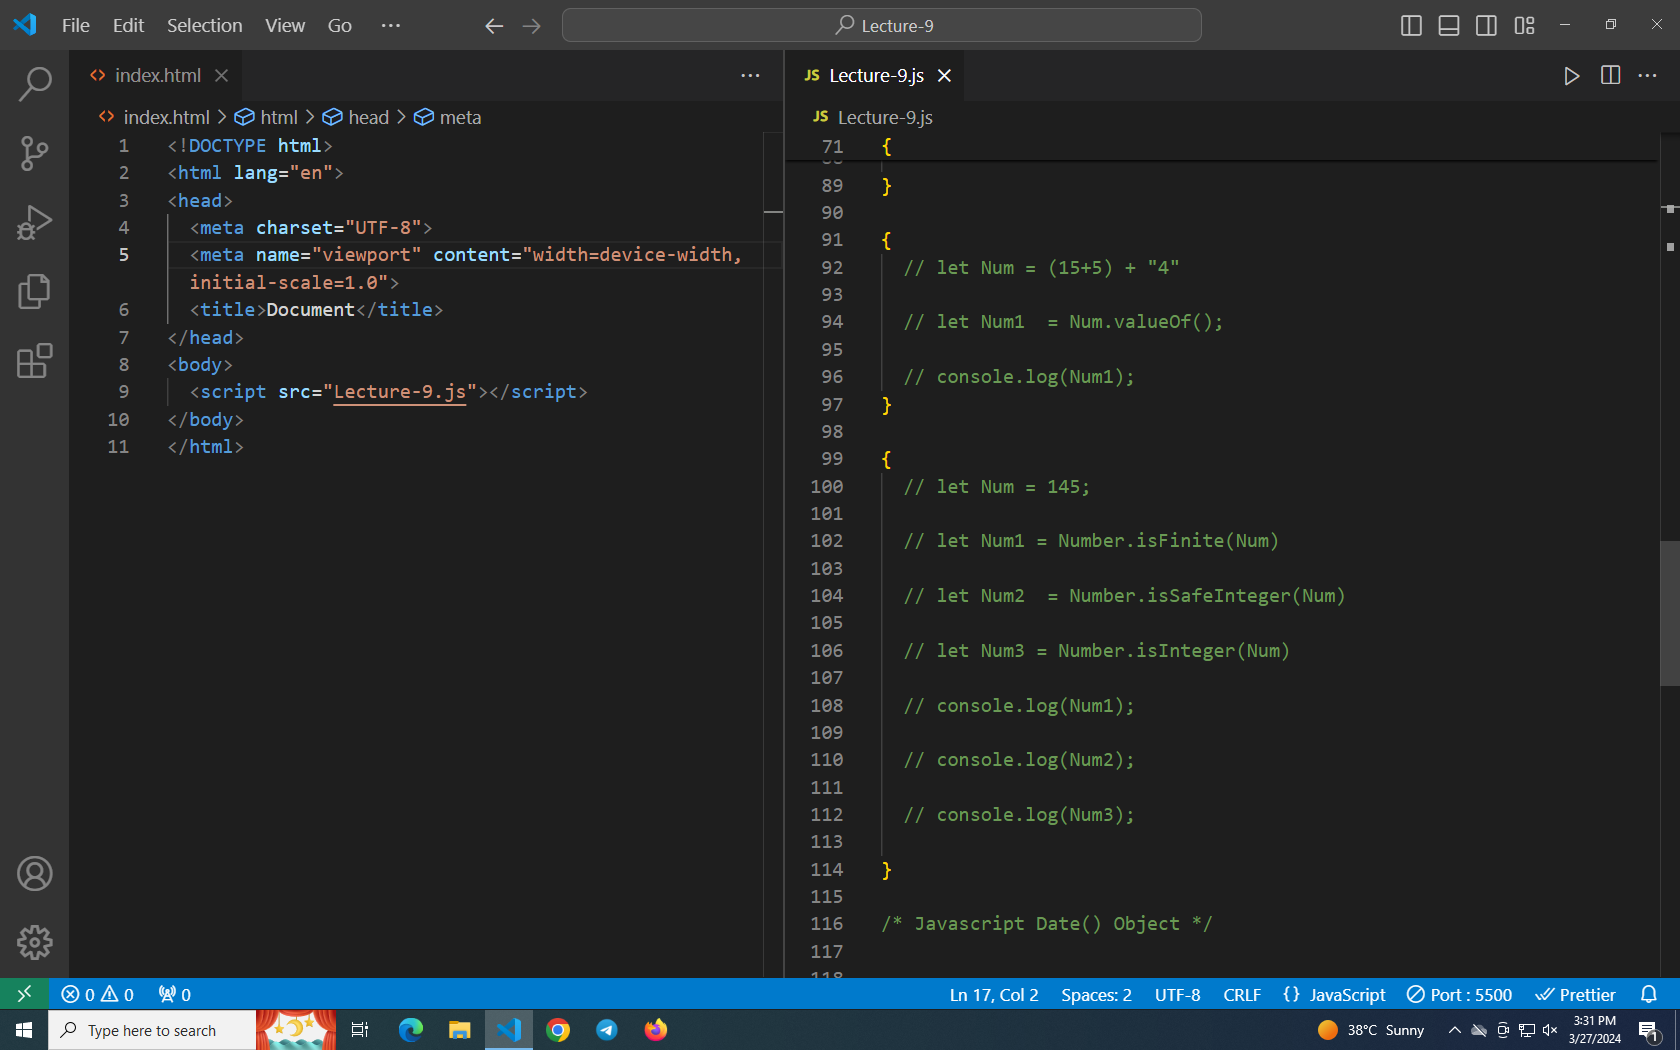 File Edit Selection View Go ··· Lecture-9
index.html
index.html > html > head > meta
1 <!DOCTYPE html>
2 <html lang="en">
3 <head>
4 <meta charset="UTF-8">
5 <meta name="viewport" content="width=device-width,
initial-scale=1.0">
6 <title>Document</title>
7 </head>
8 <body>
9 <script src="Lecture-9.js"></script>
10 </body>
11 </html>
JS Lecture-9.js
JS Lecture-9.js
71 {
89 }
90
91 {
92 // let Num = (15+5) + "4"
93
94 // let Num1  = Num.valueOf();
95
96 // console.log(Num1);
97 }
98
99 {
100 // let Num = 145;
101
102 // let Num1 = Number.isFinite(Num)
103
104 // let Num2  = Number.isSafeInteger(Num)
105
106 // let Num3 = Number.isInteger(Num)
107
108 // console.log(Num1);
109
110 // console.log(Num2);
111
112 // console.log(Num3);
113
114 }
115
116 /* Javascript Date() Object */
117
0 0 0 Ln 17, Col 2 Spaces: 2 UTF-8 CRLF {} JavaScript Port : 5500 Prettier
Type here to search 38°C Sunny 3:31 PM
3/27/2024 1